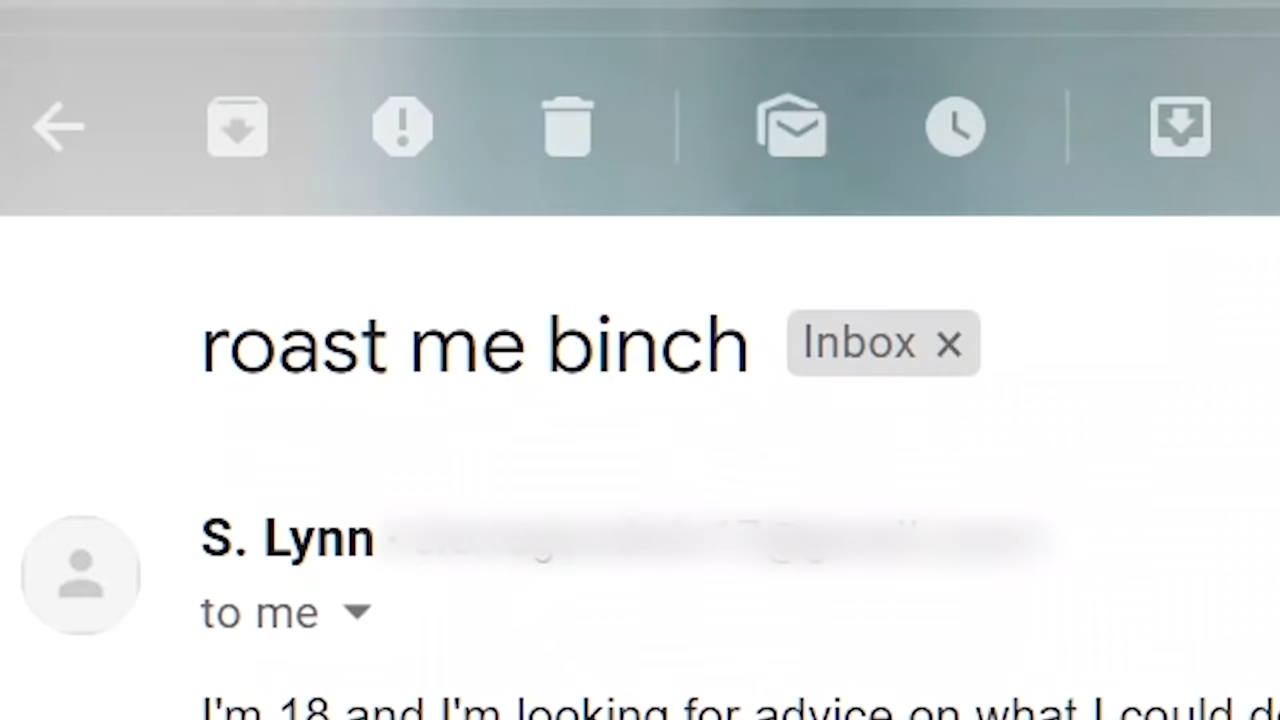 roast me binch Inbox ×
S. Lynn
to me
I'm 18 and I'm looking for advice on what I could d